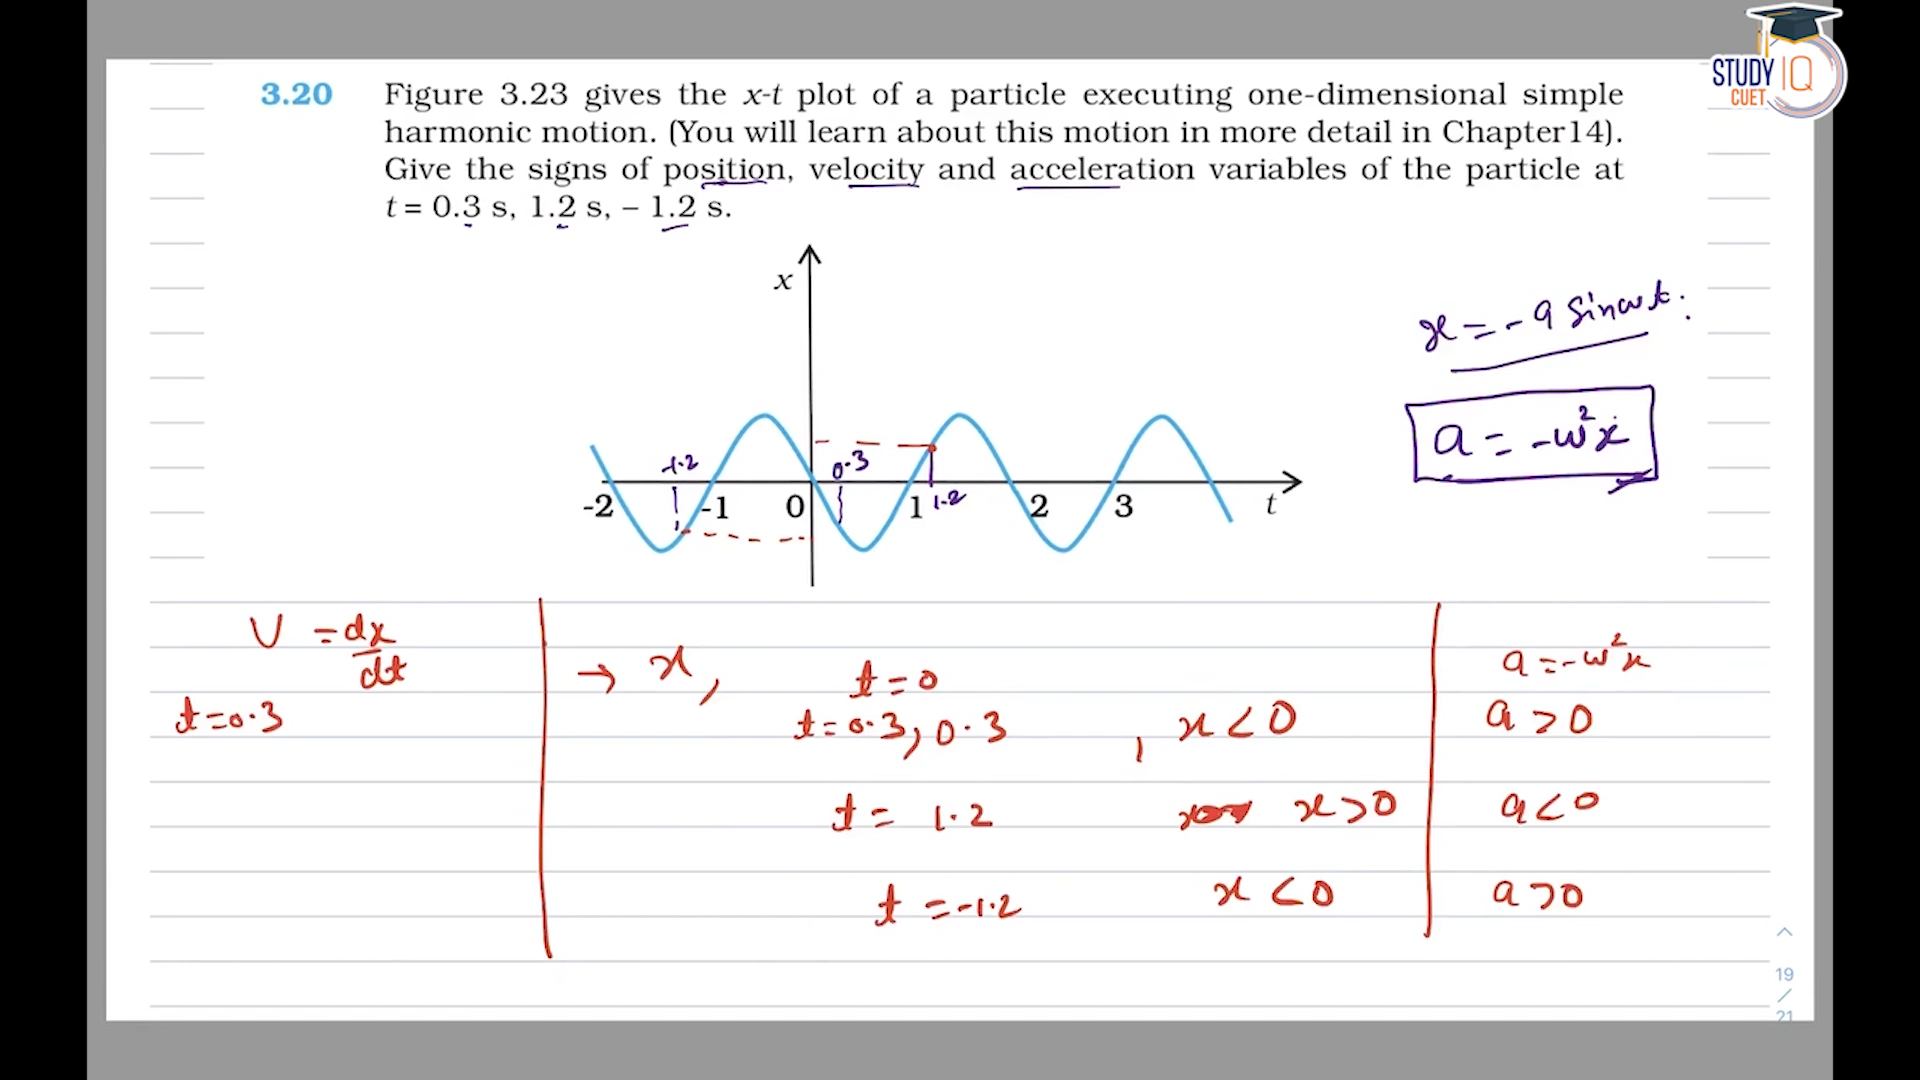 STUDY IQ
CUET
3.20 Figure 3.23 gives the x-t plot of a particle executing one-dimensional simple
harmonic motion. (You will learn about this motion in more detail in Chapter14).
Give the signs of position, velocity and acceleration variables of the particle at
t = 0.3 s, 1.2 s, – 1.2 s.
x
x = -a sinωt.
a = -ω²x
-1.2 0.3
-2 -1 0 1 1.2 2 3 t
V = dx/dt
t=0.3
→ x,
t=0
t=0.3, 0.3 , x<0
t= 1.2 x>0
t =-1.2 x<0
a=-ω²x
a>0
a<0
a>0
19
/
21